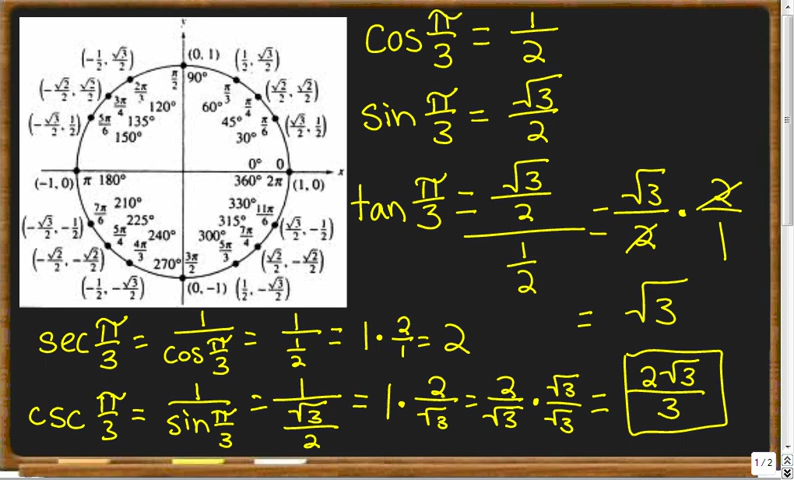 y
(0, 1)
(-1/2, √3/2) (1/2, √3/2)
π/2 90°
(-√2/2, √2/2) 2π/3 π/3 (√2/2, √2/2)
3π/4 120° 60° π/4
(-√3/2, 1/2) 5π/6 135° 45° π/6 (√3/2, 1/2)
150° 30°
0° 0 x
(-1, 0) π 180° 360° 2π (1, 0)
210° 330°
7π/6 225° 315° 11π/6
(-√3/2, -1/2) 5π/4 240° 300° 7π/4 (√3/2, -1/2)
4π/3 5π/3
(-√2/2, -√2/2) 270° 3π/2 (√2/2, -√2/2)
(-1/2, -√3/2) (0, -1) (1/2, -√3/2)
cos π/3 = 1/2
sin π/3 = √3/2
tan π/3 = (√3/2)/(1/2) = √3/2 · 2/1
= √3
sec π/3 = 1/(cos π/3) = 1/(1/2) = 1 · 2/1 = 2
csc π/3 = 1/(sin π/3) = 1/(√3/2) = 1 · 2/√3 = 2/√3 · √3/√3 = 2√3/3
1/2